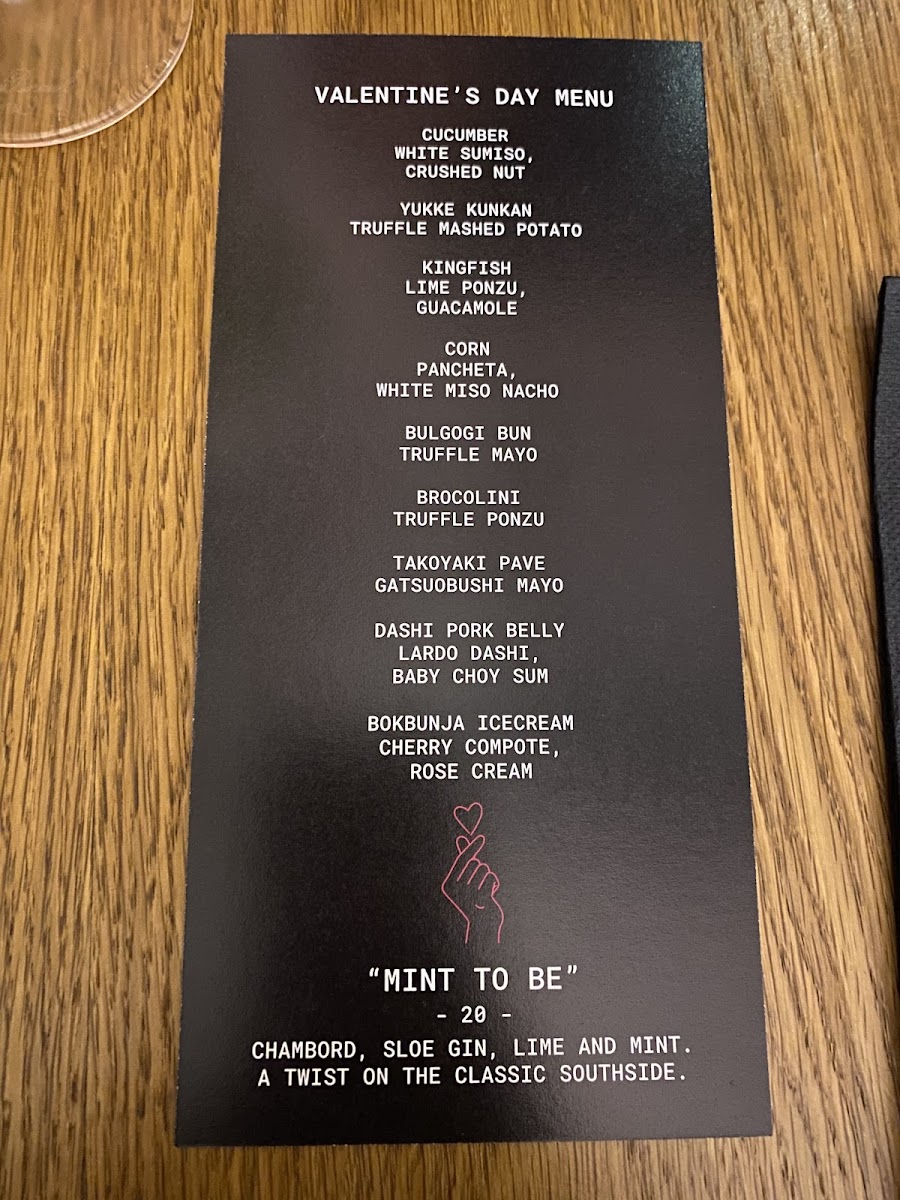 VALENTINE'S DAY MENU
CUCUMBER
WHITE SUMISO,
CRUSHED NUT
YUKKE KUNKAN
TRUFFLE MASHED POTATO
KINGFISH
LIME PONZU,
GUACAMOLE
CORN
PANCHETA,
WHITE MISO NACHO
BULGOGI BUN
TRUFFLE MAYO
BROCOLINI
TRUFFLE PONZU
TAKOYAKI PAVE
GATSUOBUSHI MAYO
DASHI PORK BELLY
LARDO DASHI,
BABY CHOY SUM
BOKBUNJA ICECREAM
CHERRY COMPOTE,
ROSE CREAM
“MINT TO BE”
- 20 -
CHAMBORD, SLOE GIN, LIME AND MINT.
A TWIST ON THE CLASSIC SOUTHSIDE.